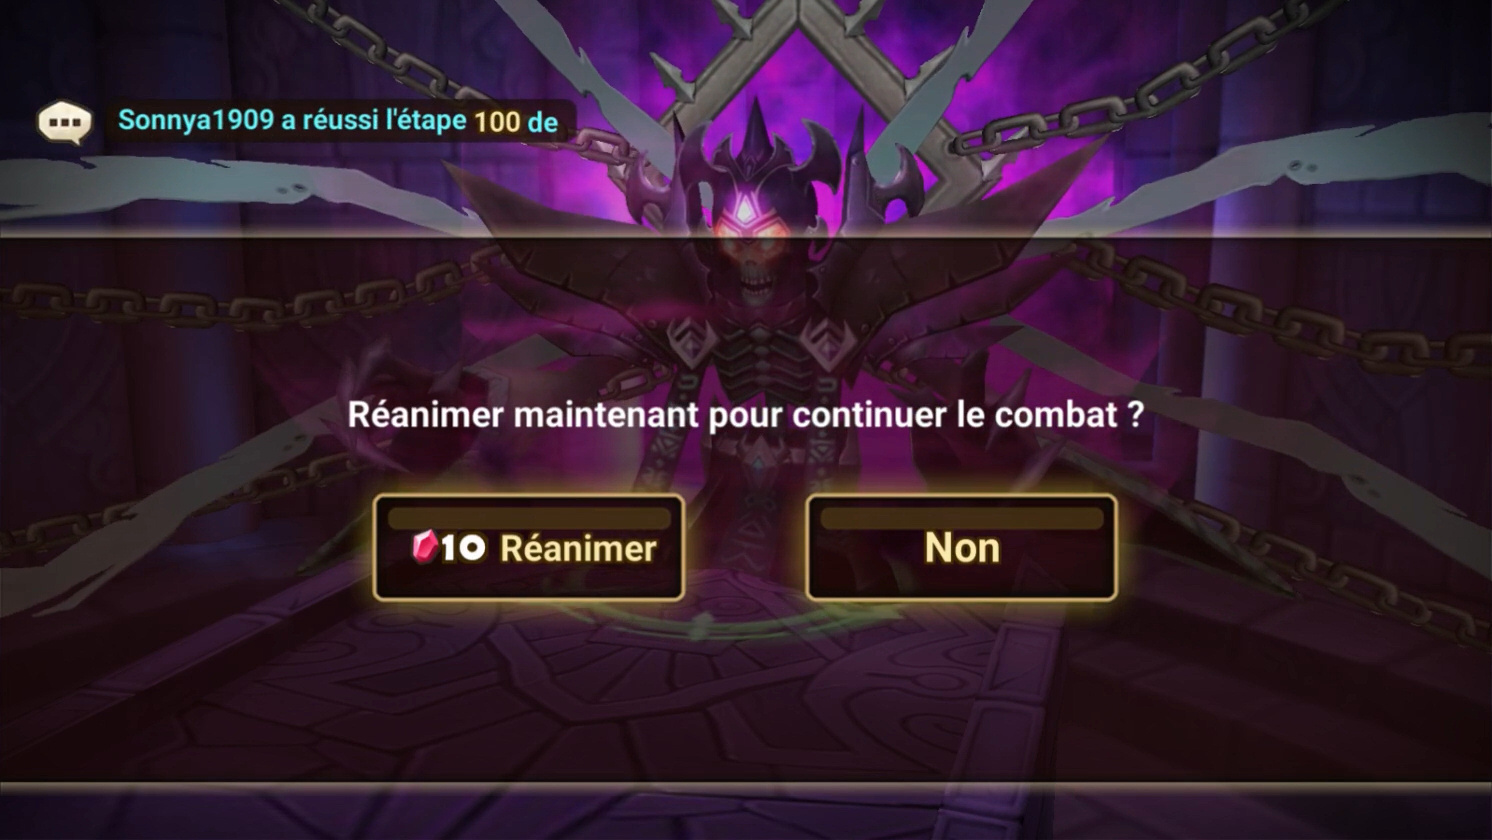 Sonnya1909 a réussi l'étape 100 de
Réanimer maintenant pour continuer le combat ?
10 Réanimer
Non